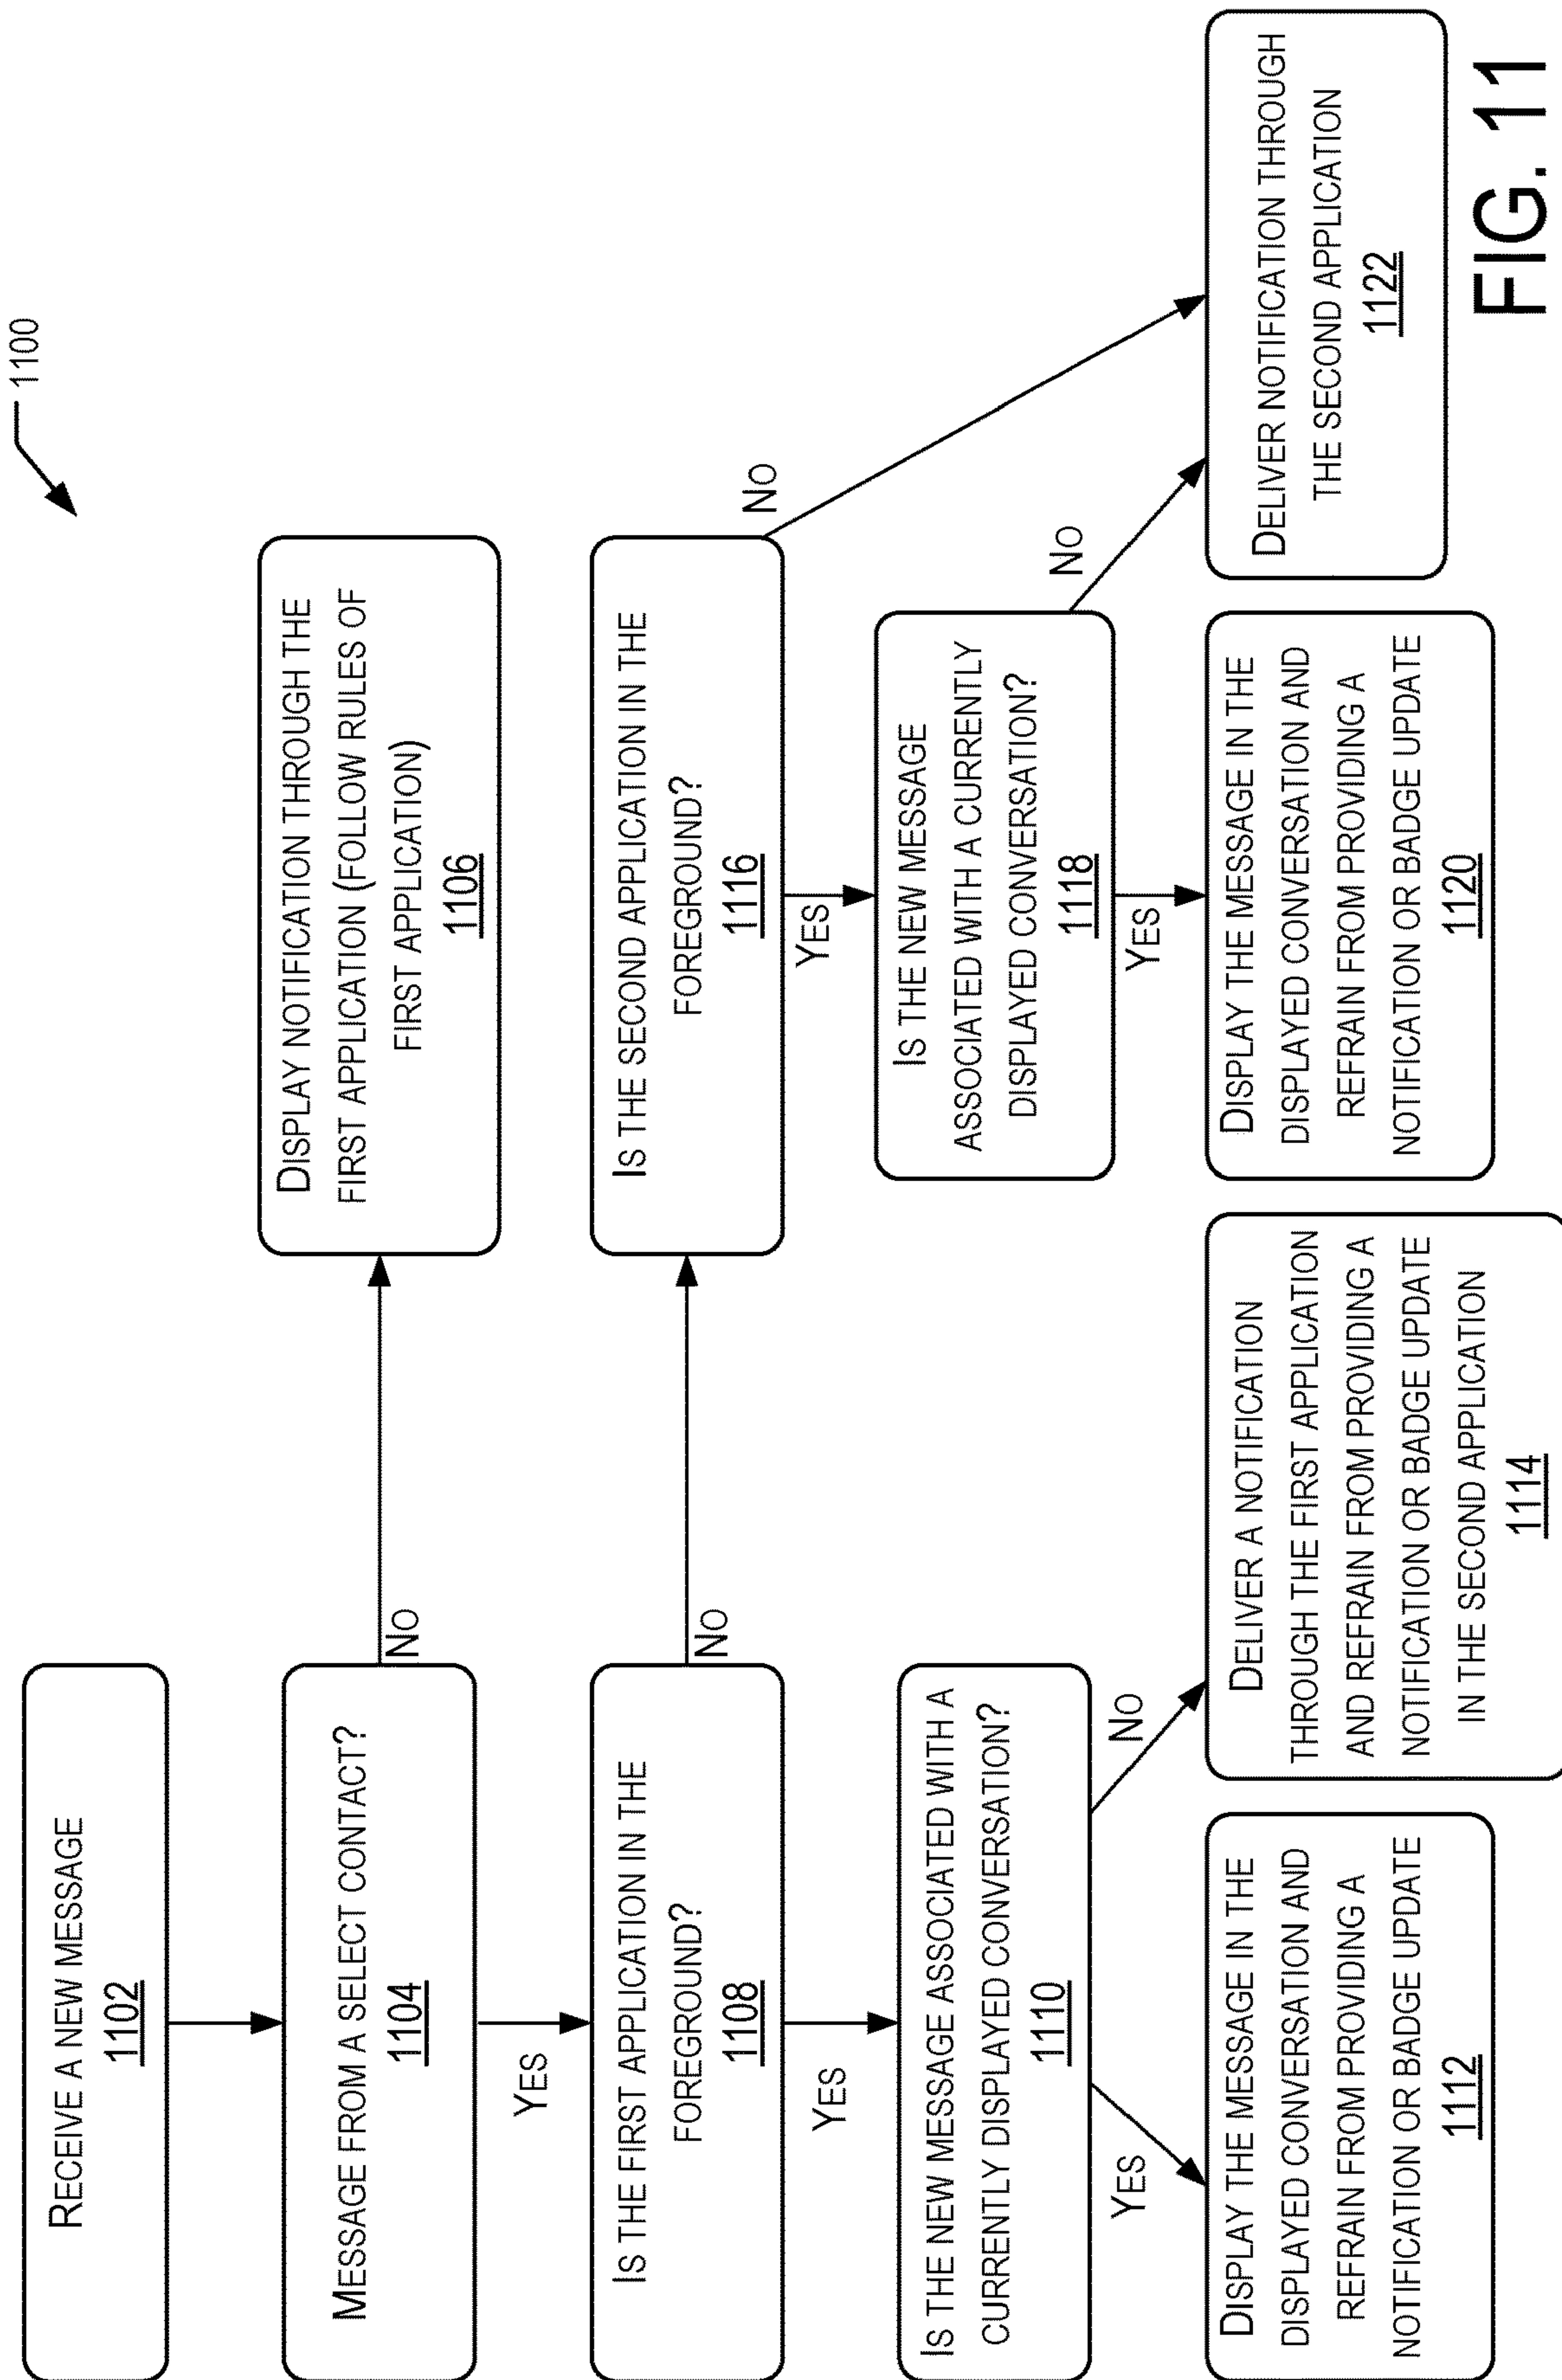 1100
RECEIVE A NEW MESSAGE
1102
MESSAGE FROM A SELECT CONTACT?
1104
NO
DISPLAY NOTIFICATION THROUGH THE
FIRST APPLICATION (FOLLOW RULES OF
FIRST APPLICATION)
1106
YES
IS THE FIRST APPLICATION IN THE
FOREGROUND?
1108
NO
IS THE SECOND APPLICATION IN THE
FOREGROUND?
1116
NO
YES
YES
IS THE NEW MESSAGE ASSOCIATED WITH A
CURRENTLY DISPLAYED CONVERSATION?
1110
IS THE NEW MESSAGE
ASSOCIATED WITH A CURRENTLY
DISPLAYED CONVERSATION?
1118
NO
YES
NO
YES
DISPLAY THE MESSAGE IN THE
DISPLAYED CONVERSATION AND
REFRAIN FROM PROVIDING A
NOTIFICATION OR BADGE UPDATE
1112
DELIVER A NOTIFICATION
THROUGH THE FIRST APPLICATION
AND REFRAIN FROM PROVIDING A
NOTIFICATION OR BADGE UPDATE
IN THE SECOND APPLICATION
1114
DISPLAY THE MESSAGE IN THE
DISPLAYED CONVERSATION AND
REFRAIN FROM PROVIDING A
NOTIFICATION OR BADGE UPDATE
1120
DELIVER NOTIFICATION THROUGH
THE SECOND APPLICATION
1122
FIG. 11